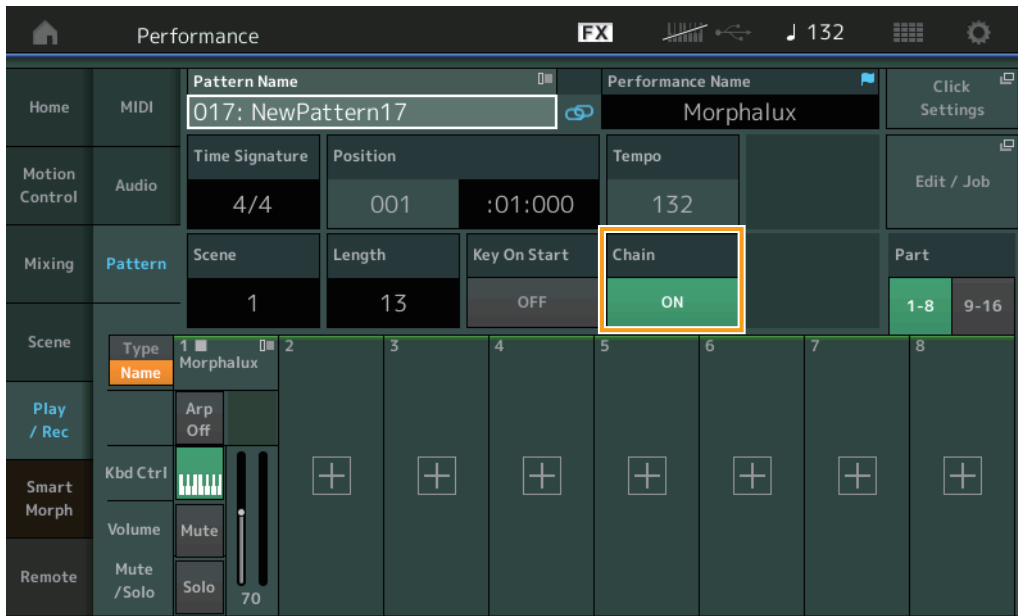 Performance
FX
♩ 132
Home
MIDI
Pattern Name
017: NewPattern17
Performance Name
Morphalux
Click
Settings
Motion
Control
Audio
Time Signature
4/4
Position
001
:01:000
Tempo
132
Edit / Job
Mixing
Pattern
Scene
1
Length
13
Key On Start
OFF
Chain
ON
Part
1-8
9-16
Scene
Type
Name
1
Morphalux
2
3
4
5
6
7
8
Play
/ Rec
Arp
Off
Kbd Ctrl
Smart
Morph
Volume
Mute
Remote
Mute
/Solo
Solo
70